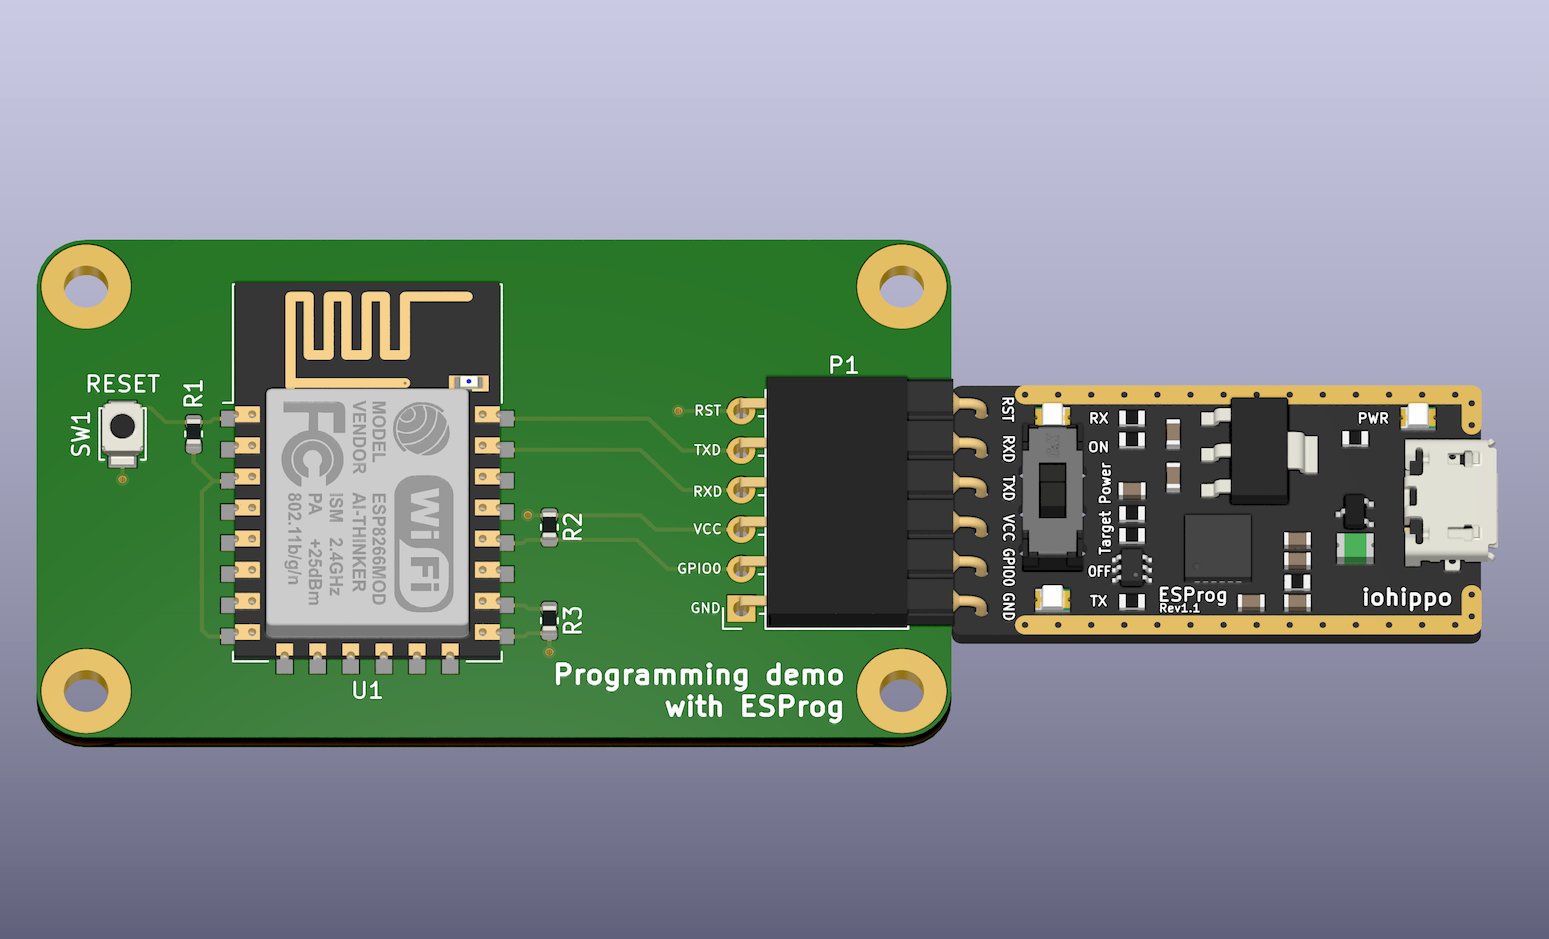 RESET
SW1
R1
FC
MODEL ESP8266MOD
VENDOR AI-THINKER
ISM 2.4GHz
PA +25dBm
802.11b/g/n
WiFi
U1
R2
R3
P1
RST
TXD
RXD
VCC
GPIO0
GND
Programming demo
with ESProg
RST
RXD
TXD
VCC
GPIO0
GND
RX
ON
Target Power
OFF
TX
PWR
ESProg
Rev1.1
iohippo